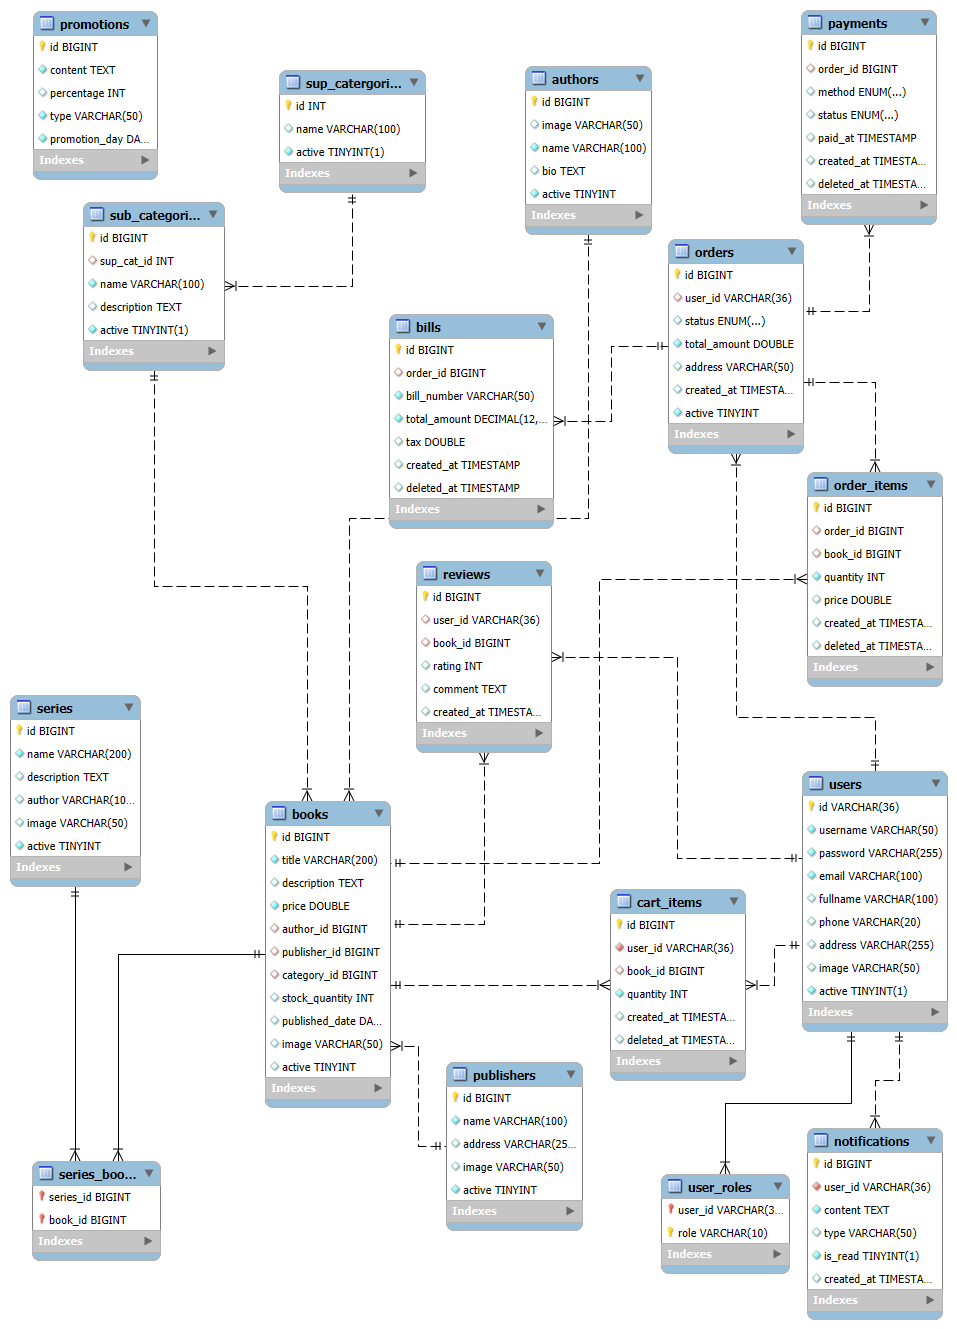 promotions
id BIGINT
content TEXT
percentage INT
type VARCHAR(50)
promotion_day DA...
Indexes
sup_catergori...
id INT
name VARCHAR(100)
active TINYINT(1)
Indexes
authors
id BIGINT
image VARCHAR(50)
name VARCHAR(100)
bio TEXT
active TINYINT
Indexes
payments
id BIGINT
order_id BIGINT
method ENUM(...)
status ENUM(...)
paid_at TIMESTAMP
created_at TIMESTA...
deleted_at TIMESTA...
Indexes
sub_categori...
id BIGINT
sup_cat_id INT
name VARCHAR(100)
description TEXT
active TINYINT(1)
Indexes
orders
id BIGINT
user_id VARCHAR(36)
status ENUM(...)
total_amount DOUBLE
address VARCHAR(50)
created_at TIMESTA...
active TINYINT
Indexes
bills
id BIGINT
order_id BIGINT
bill_number VARCHAR(50)
total_amount DECIMAL(12,...
tax DOUBLE
created_at TIMESTAMP
deleted_at TIMESTAMP
Indexes
order_items
id BIGINT
order_id BIGINT
book_id BIGINT
quantity INT
price DOUBLE
created_at TIMESTA...
deleted_at TIMESTA...
Indexes
reviews
id BIGINT
user_id VARCHAR(36)
book_id BIGINT
rating INT
comment TEXT
created_at TIMESTA...
Indexes
series
id BIGINT
name VARCHAR(200)
description TEXT
author VARCHAR(10...
image VARCHAR(50)
active TINYINT
Indexes
books
id BIGINT
title VARCHAR(200)
description TEXT
price DOUBLE
author_id BIGINT
publisher_id BIGINT
category_id BIGINT
stock_quantity INT
published_date DA...
image VARCHAR(50)
active TINYINT
Indexes
users
id VARCHAR(36)
username VARCHAR(50)
password VARCHAR(255)
email VARCHAR(100)
fullname VARCHAR(100)
phone VARCHAR(20)
address VARCHAR(255)
image VARCHAR(50)
active TINYINT(1)
Indexes
cart_items
id BIGINT
user_id VARCHAR(36)
book_id BIGINT
quantity INT
created_at TIMESTA...
deleted_at TIMESTA...
Indexes
publishers
id BIGINT
name VARCHAR(100)
address VARCHAR(25...
image VARCHAR(50)
active TINYINT
Indexes
series_boo...
series_id BIGINT
book_id BIGINT
Indexes
user_roles
user_id VARCHAR(3...
role VARCHAR(10)
Indexes
notifications
id BIGINT
user_id VARCHAR(36)
content TEXT
type VARCHAR(50)
is_read TINYINT(1)
created_at TIMESTA...
Indexes